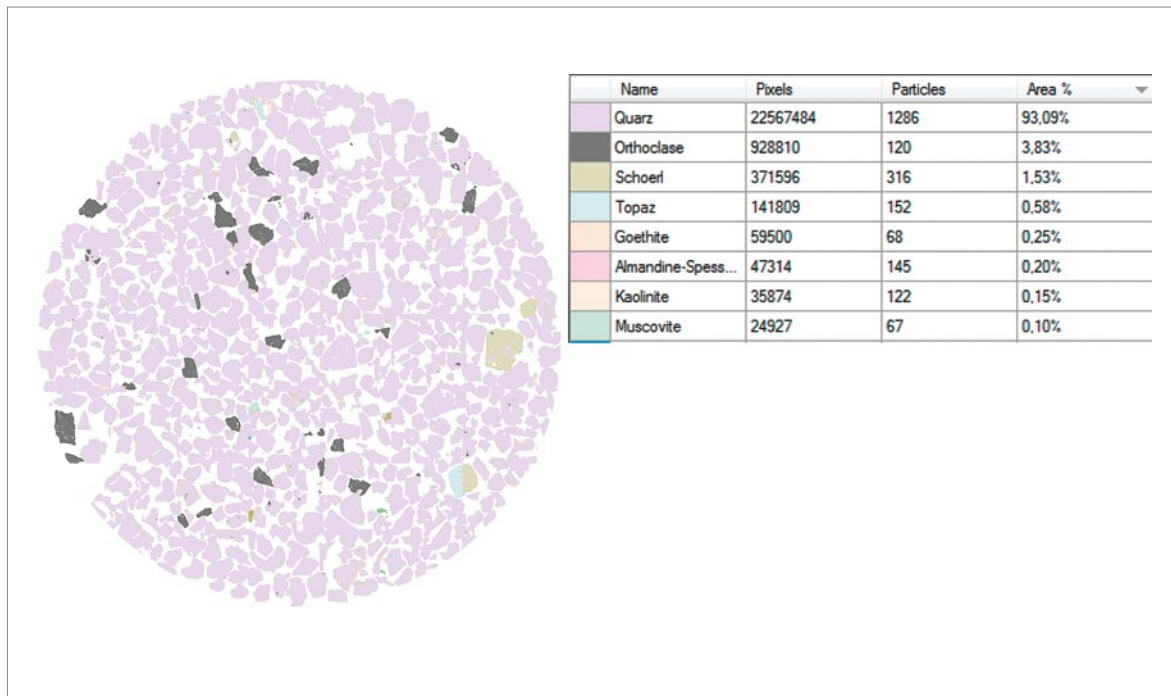 Name Pixels Particles Area %
Quarz 22567484 1286 93,09%
Orthoclase 928810 120 3,83%
Schoerl 371596 316 1,53%
Topaz 141809 152 0,58%
Goethite 59500 68 0,25%
Almandine-Spess... 47314 145 0,20%
Kaolinite 35874 122 0,15%
Muscovite 24927 67 0,10%